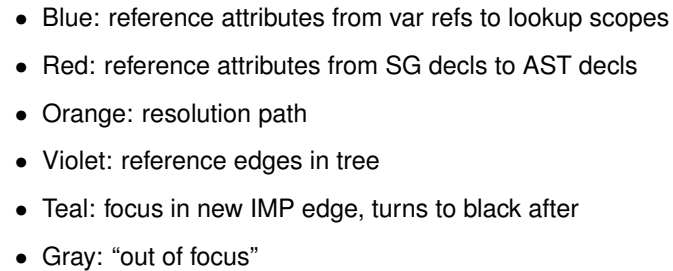 • Blue: reference attributes from var refs to lookup scopes
• Red: reference attributes from SG decls to AST decls
• Orange: resolution path
• Violet: reference edges in tree
• Teal: focus in new IMP edge, turns to black after
• Gray: “out of focus”